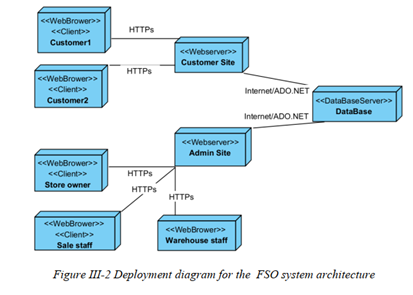 <<WebBrower>>
<<Client>>
Customer1
HTTPs
<<Webserver>>
Customer Site
<<WebBrower>>
<<Client>>
Customer2
HTTPs
Internet/ADO.NET
<<DataBaseServer>>
DataBase
Internet/ADO.NET
<<Webserver>>
Admin Site
<<WebBrower>>
<<Client>>
Store owner
HTTPs
HTTPs
HTTPs
<<WebBrower>>
<<Client>>
Sale staff
<<WebBrower>>
Warehouse staff
Figure III-2 Deployment diagram for the FSO system architecture